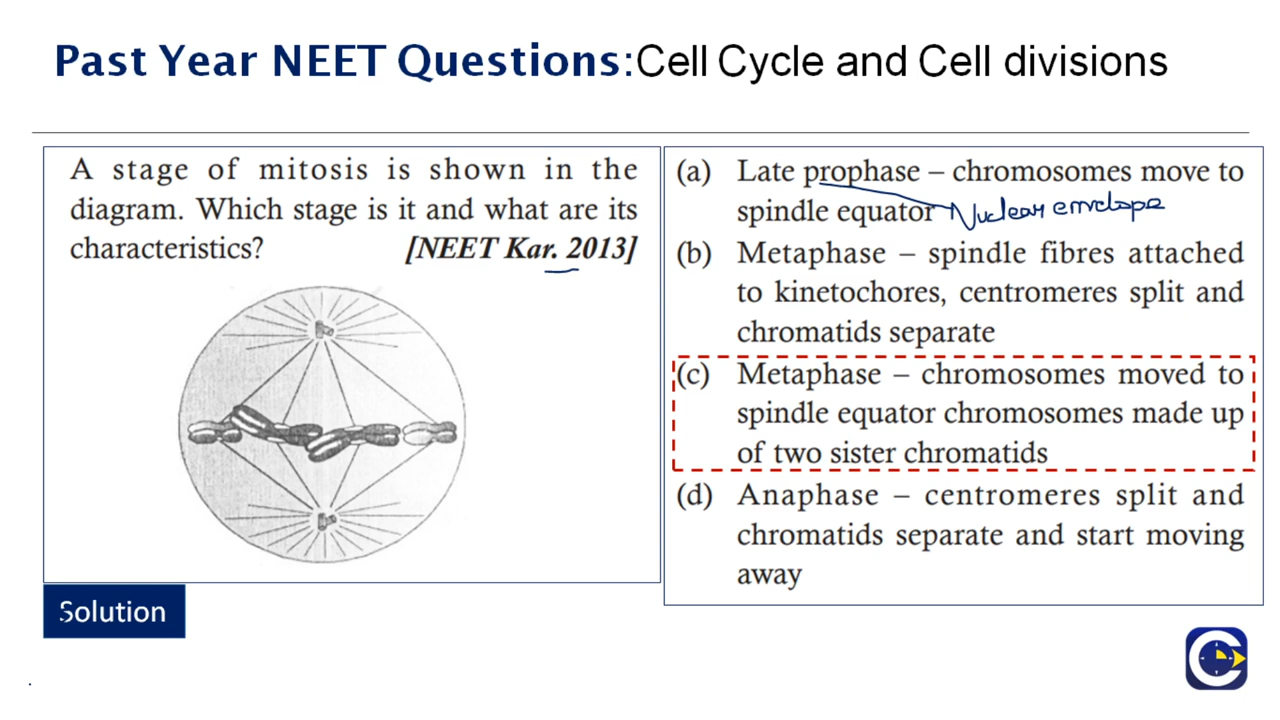 Past Year NEET Questions:Cell Cycle and Cell divisions
A stage of mitosis is shown in the
diagram. Which stage is it and what are its
characteristics? [NEET Kar. 2013]
(a) Late prophase – chromosomes move to
spindle equator Nuclear envelope
(b) Metaphase – spindle fibres attached
to kinetochores, centromeres split and
chromatids separate
(c) Metaphase – chromosomes moved to
spindle equator chromosomes made up
of two sister chromatids
(d) Anaphase – centromeres split and
chromatids separate and start moving
away
Solution